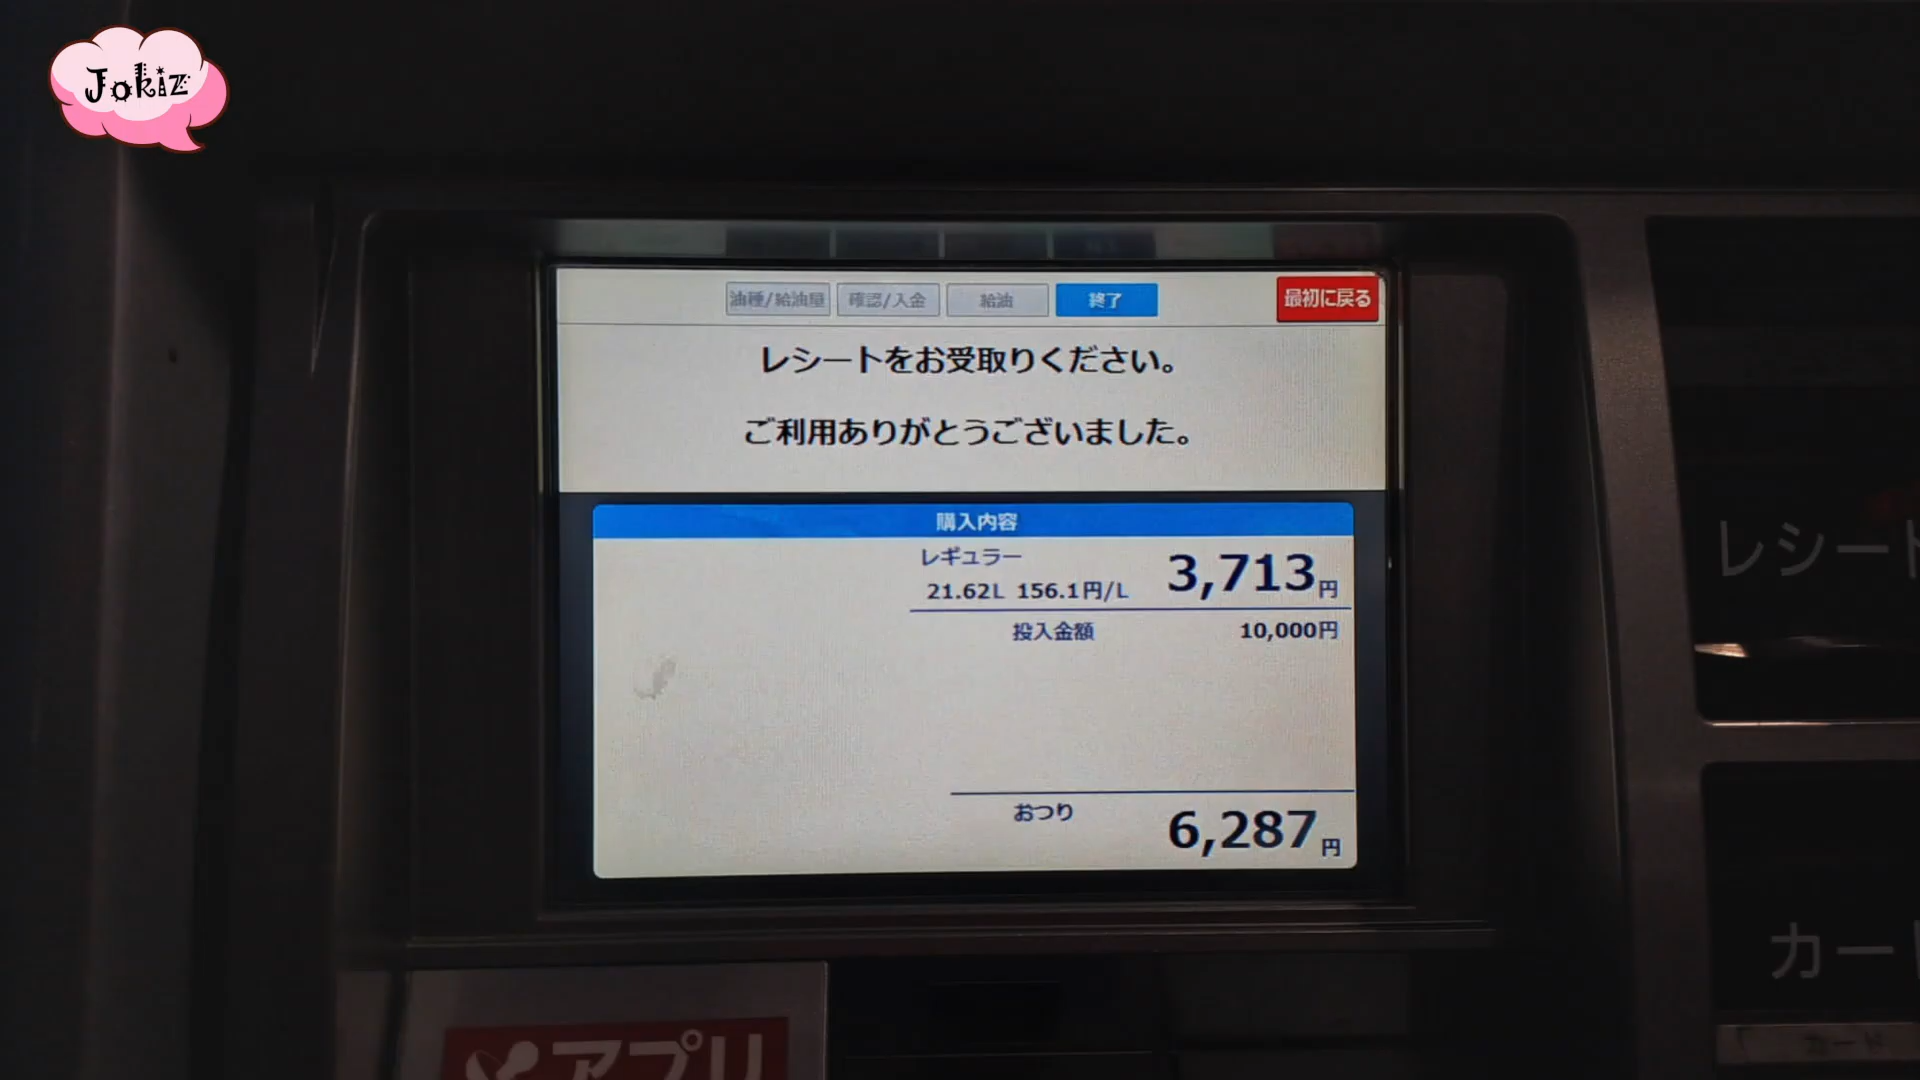 Jokiz
油種/給油量 確認/入金 給油 終了 最初に戻る
レシートをお受取りください。
ご利用ありがとうございました。
購入内容
レギュラー
21.62L 156.1円/L 3,713円
投入金額 10,000円
おつり 6,287円
レシート
カード
アプリ